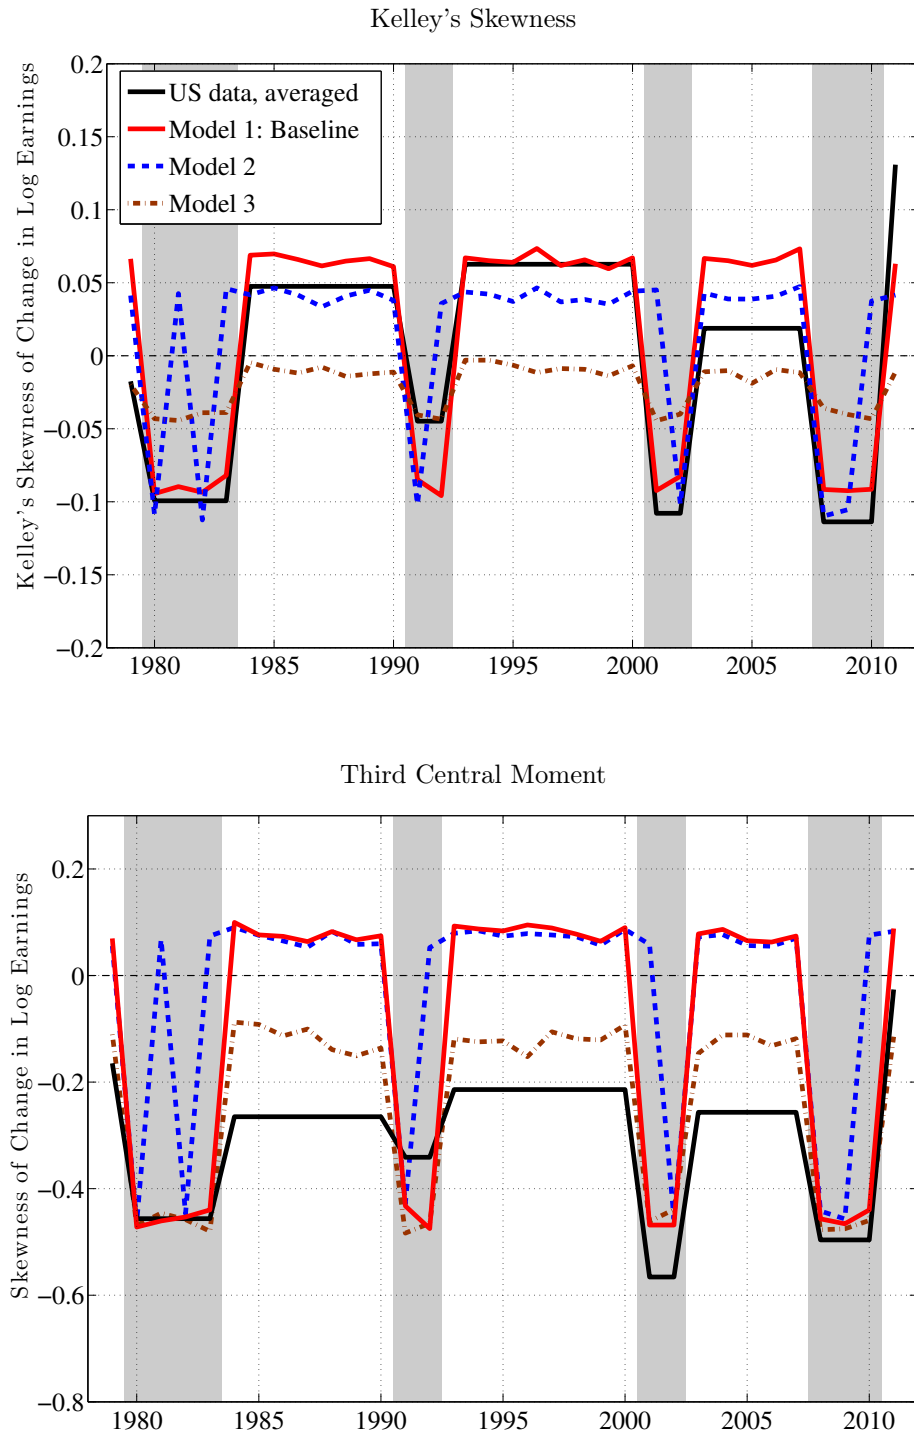 Kelley's Skewness
Kelley's Skewness of Change in Log Earnings
0.2
0.15
0.1
0.05
0
−0.05
−0.1
−0.15
−0.2
US data, averaged
Model 1: Baseline
Model 2
Model 3
1980 1985 1990 1995 2000 2005 2010
Third Central Moment
Skewness of Change in Log Earnings
0.2
0
−0.2
−0.4
−0.6
−0.8
1980 1985 1990 1995 2000 2005 2010